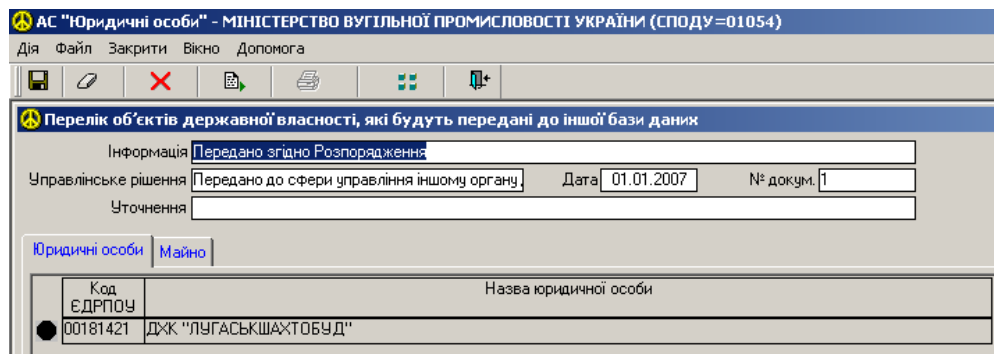 АС "Юридичні особи" - МІНІСТЕРСТВО ВУГІЛЬНОЇ ПРОМИСЛОВОСТІ УКРАЇНИ (СПОДУ=01054)
Дія Файл Закрити Вікно Допомога
Перелік об'єктів державної власності, які будуть передані до іншої бази даних
Інформація Передано згідно Розпорядження
Управлінське рішення Передано до сфери управління іншому органу, Дата 01.01.2007 № докум. 1
Уточнення
Юридичні особи Майно
Код ЄДРПОУ Назва юридичної особи
00181421 ДХК "ЛУГАСЬКШАХТОБУД"